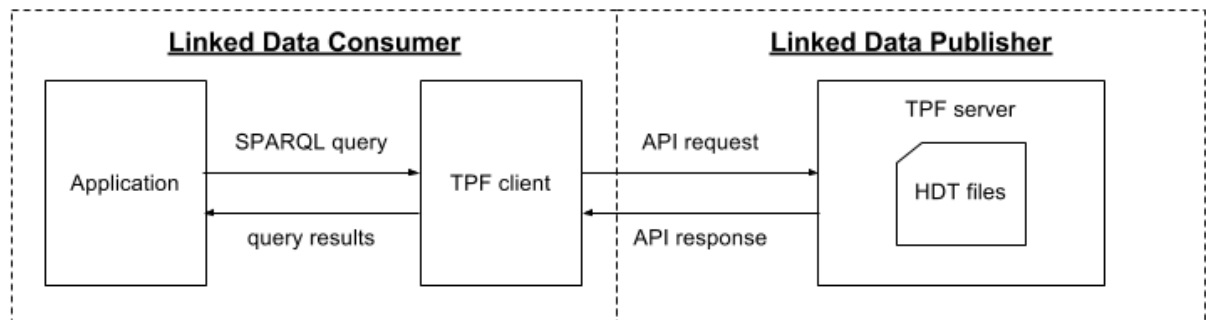 Linked Data Consumer
Linked Data Publisher
Application
SPARQL query
query results
TPF client
API request
API response
TPF server
HDT files